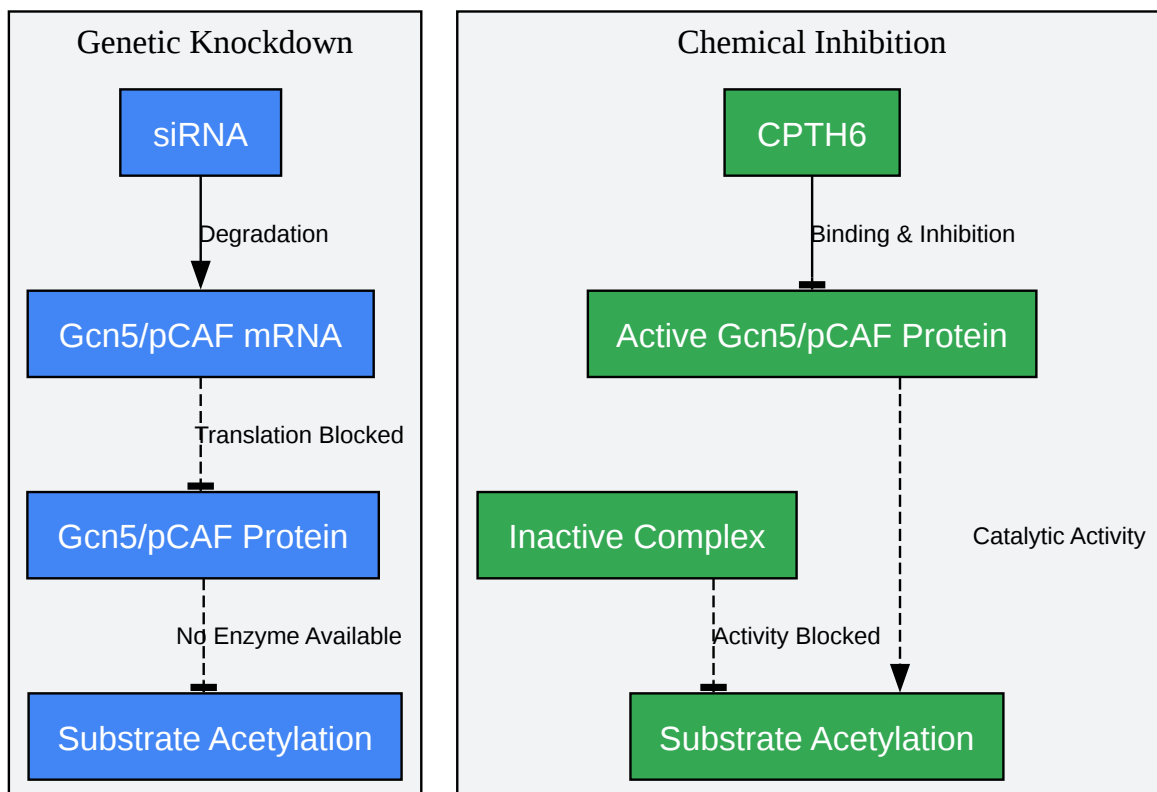 Genetic Knockdown
siRNA
Degradation
Gcn5/pCAF mRNA
Translation Blocked
Gcn5/pCAF Protein
No Enzyme Available
Substrate Acetylation
Chemical Inhibition
CPTH6
Binding & Inhibition
Active Gcn5/pCAF Protein
Inactive Complex
Catalytic Activity
Activity Blocked
Substrate Acetylation